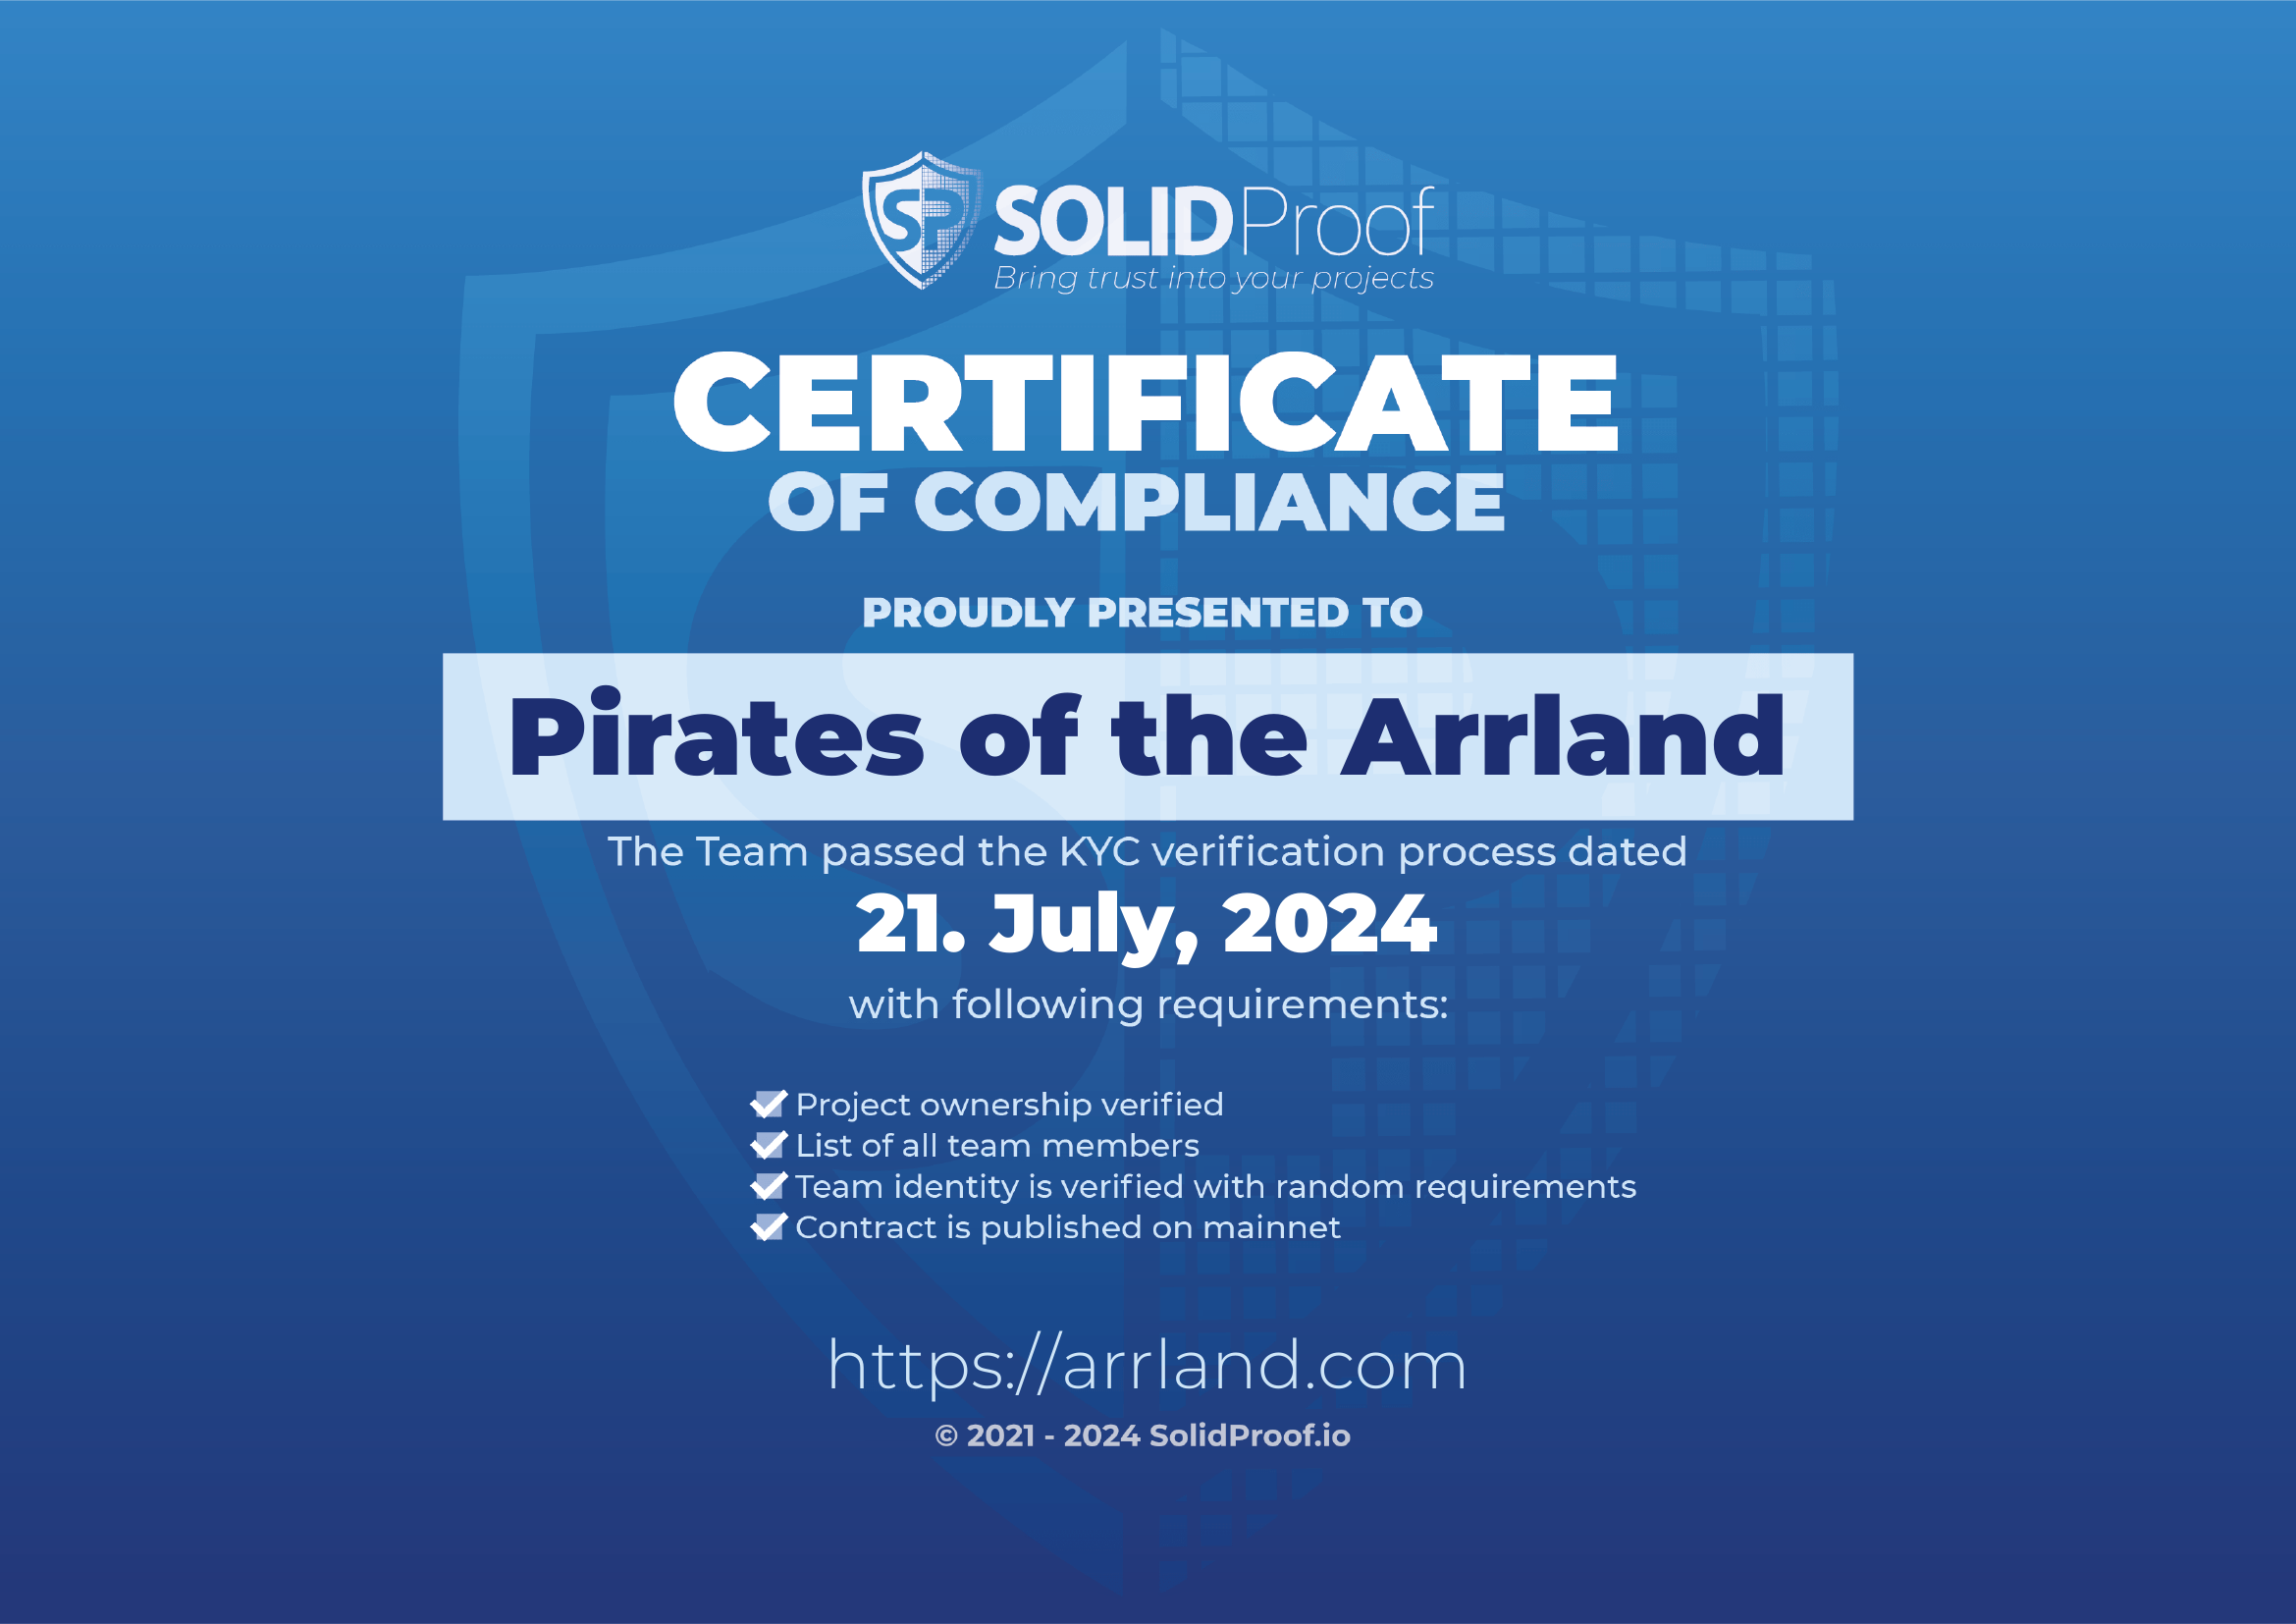 SP SOLIDProof
Bring trust into your projects
CERTIFICATE
OF COMPLIANCE
PROUDLY PRESENTED TO
Pirates of the Arrland
The Team passed the KYC verification process dated
21. July, 2024
with following requirements:
Project ownership verified
List of all team members
Team identity is verified with random requirements
Contract is published on mainnet
https://arrland.com
© 2021 - 2024 SolidProof.io